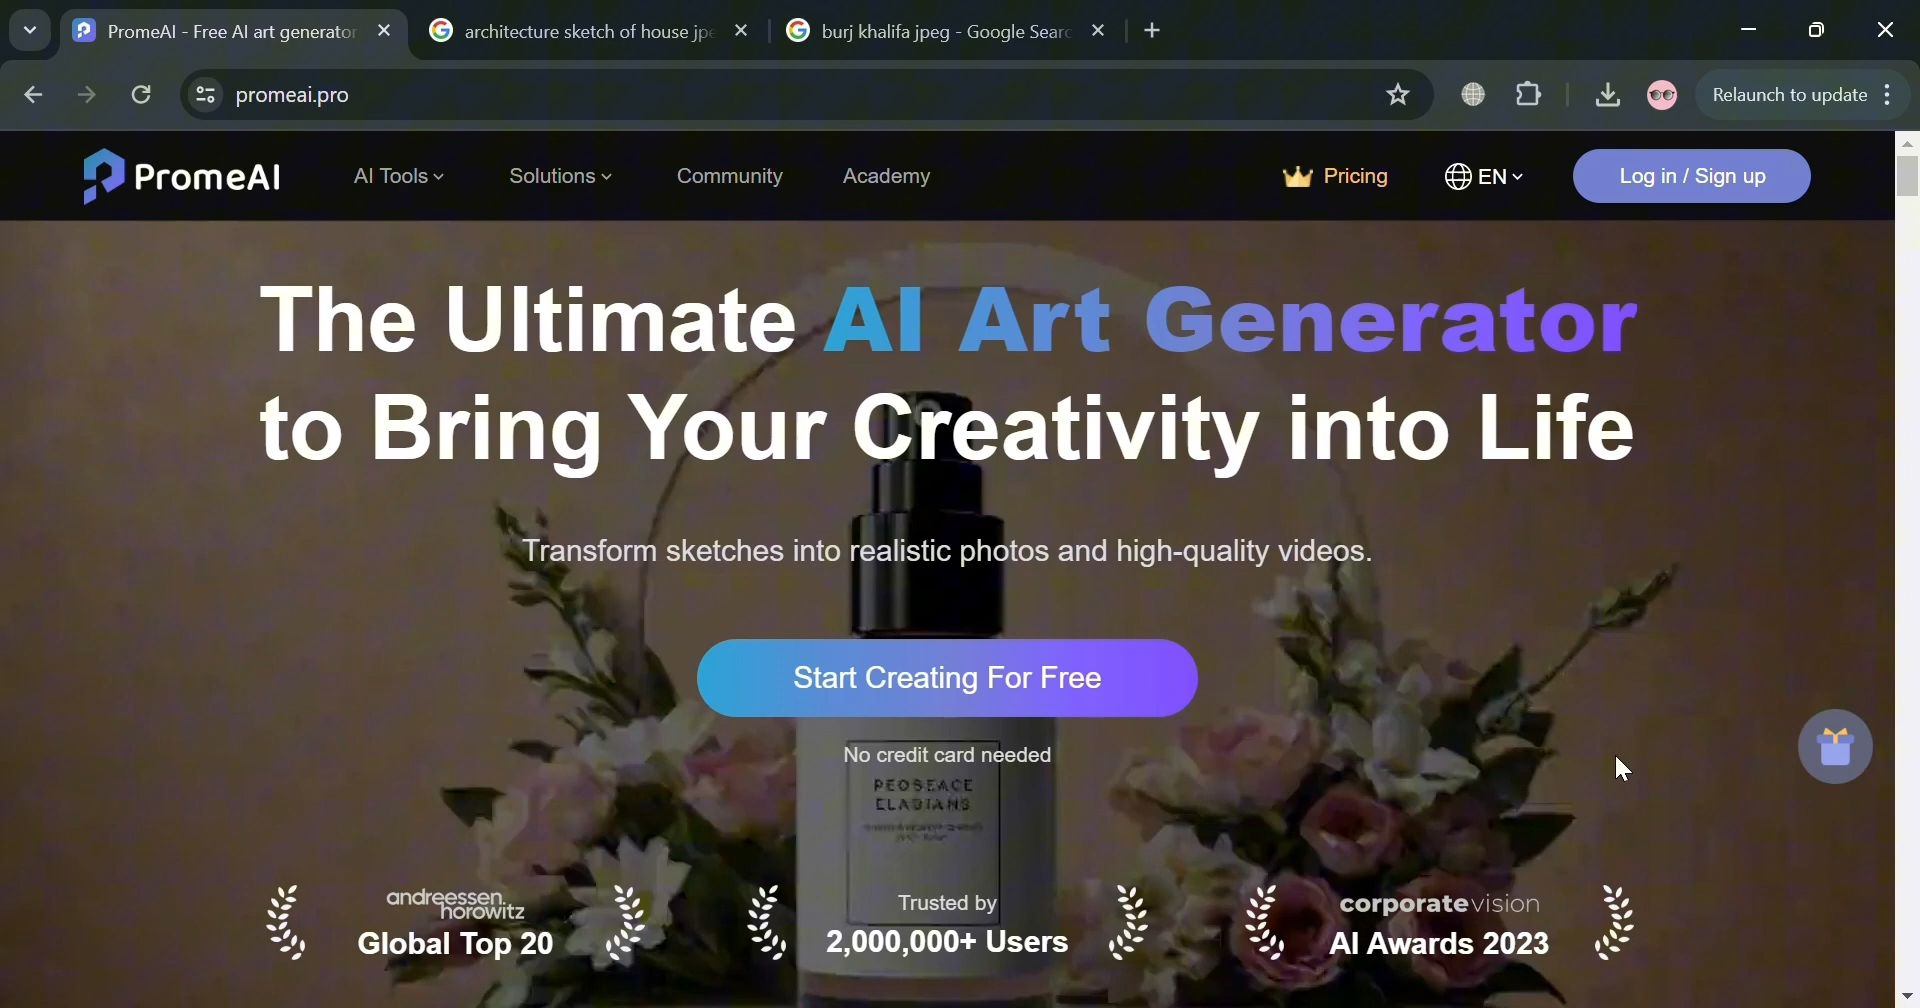 PromeAI - Free AI art generator
architecture sketch of house jpe
burj khalifa jpeg - Google Searc
promeai.pro
Relaunch to update
PromeAI
AI Tools
Solutions
Community
Academy
Pricing
EN
Log in / Sign up
The Ultimate AI Art Generator
to Bring Your Creativity into Life
Transform sketches into realistic photos and high-quality videos.
Start Creating For Free
No credit card needed
PEOSEACE
ELADIANS
andreessen.
horowitz
Global Top 20
Trusted by
2,000,000+ Users
corporatevision
AI Awards 2023